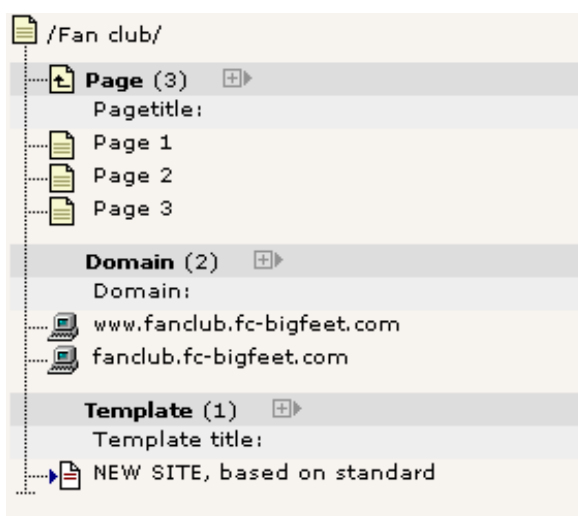 /Fan club/
Page (3)
Pagetitle:
Page 1
Page 2
Page 3
Domain (2)
Domain:
www.fanclub.fc-bigfeet.com
fanclub.fc-bigfeet.com
Template (1)
Template title:
NEW SITE, based on standard